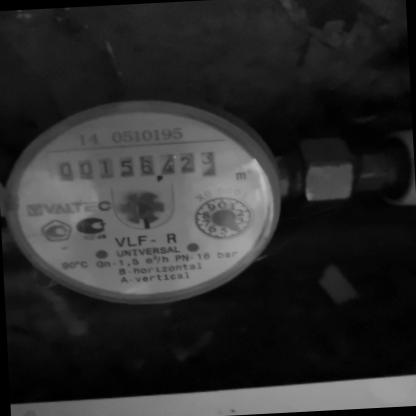 14 0510195
00156423
m³
VALTEC
VLF-R
UNIVERSAL
90°C Qn-1,5 m³/h PN-16 bar
B-horizontal
A-vertical